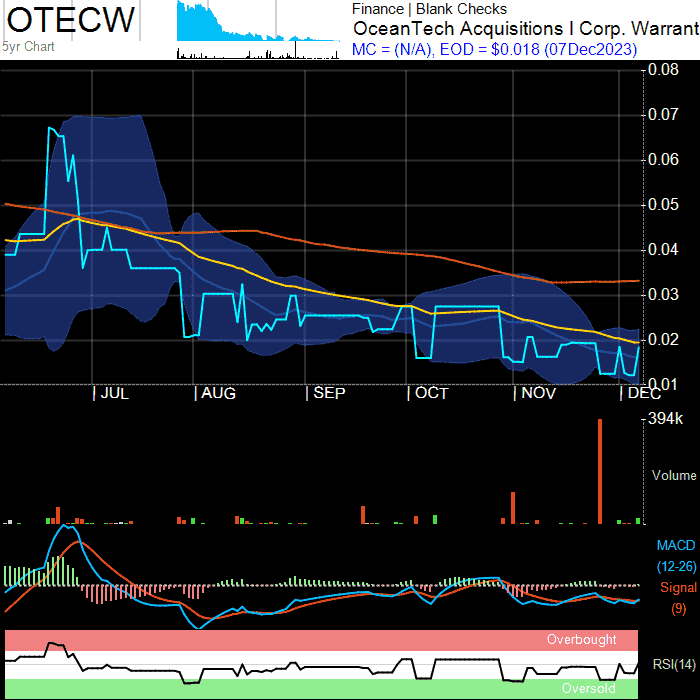 OTECW
5yr Chart
Finance | Blank Checks
OceanTech Acquisitions I Corp. Warrant
MC = (N/A), EOD = $0.018 (07Dec2023)
0.08
0.07
0.06
0.05
0.04
0.03
0.02
0.01
| JUL | AUG | SEP | OCT | NOV | DEC
394k
Volume
MACD
(12-26)
Signal
(9)
Overbought
RSI(14)
Oversold